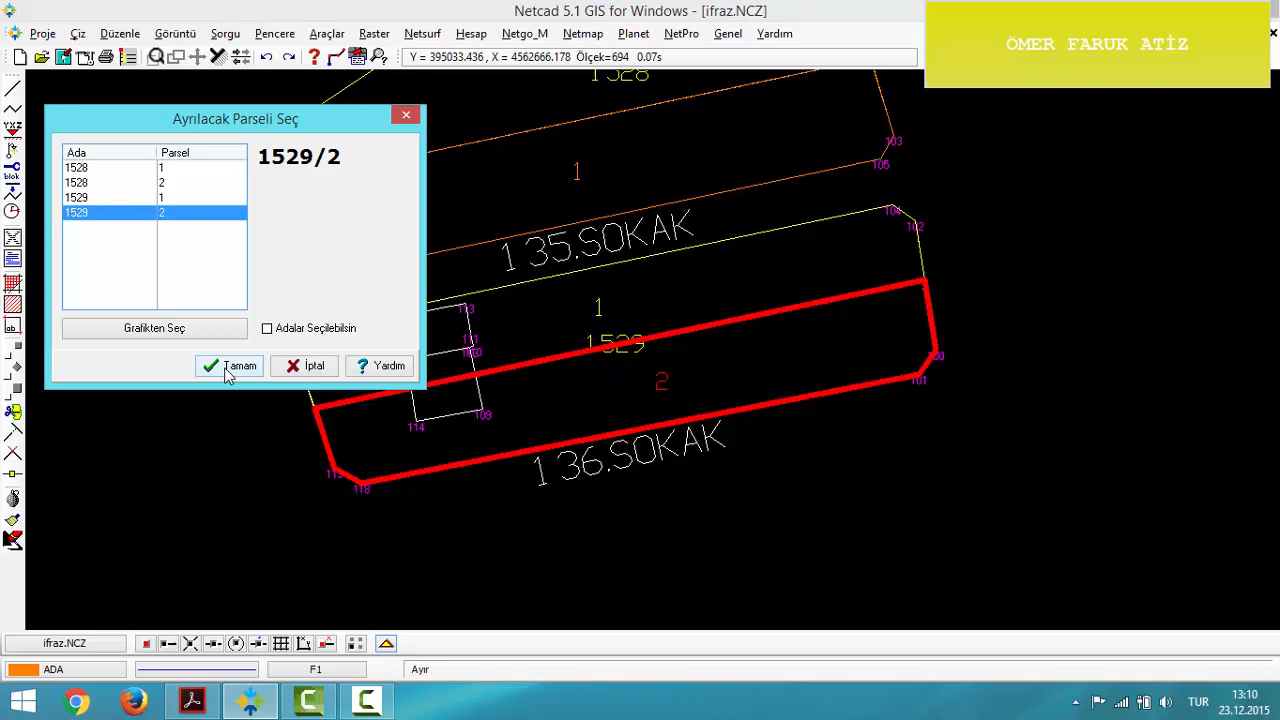 Netcad 5.1 GIS for Windows - [ifraz.NCZ]
Proje Çiz Düzenle Görüntü Sorgu Pencere Araçlar Raster Netsurf Hesap Netgo_M Netmap Planet NetPro Genel Yardım
Y = 395033.436, X = 4562666.178 Ölçek=694 0.07s
ÖMER FARUK ATİZ
YXZ
blok
ab
Ayrılacak Parseli Seç
Ada Parsel
1528 1
1528 2
1529 1
1529 2
1529/2
Grafikten Seç
Adalar Seçilebilsin
Tamam
İptal
Yardım
1528
103
105
1
135.SOKAK
104
102
113
1
1529
2
100
101
109
114
136.SOKAK
118
ifraz.NCZ
ADA
F1
Ayır
TUR
13:10
23.12.2015